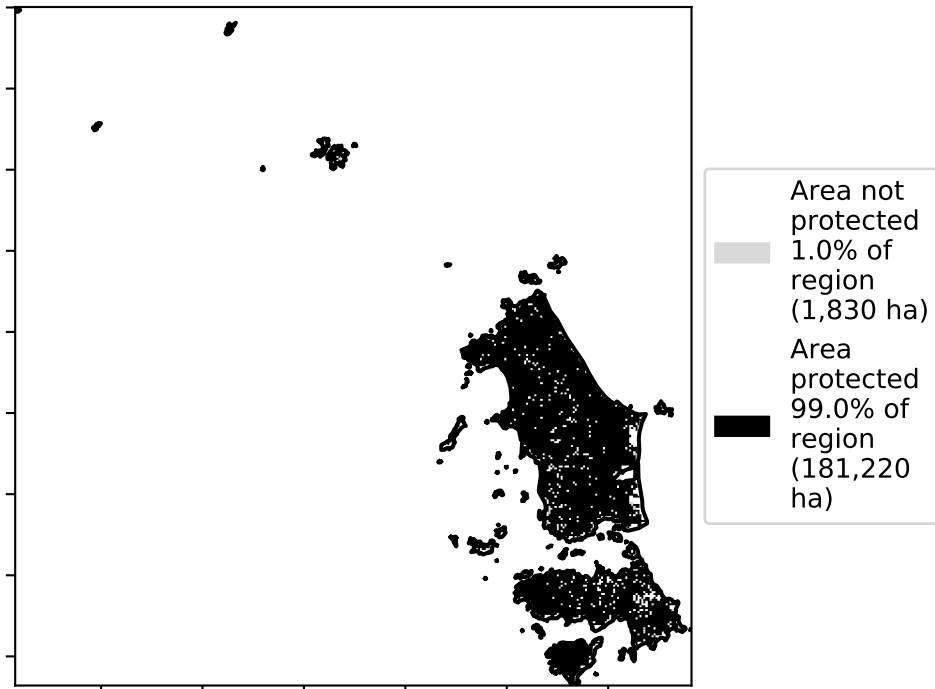 Area not
protected
1.0% of
region
(1,830 ha)
Area
protected
99.0% of
region
(181,220
ha)